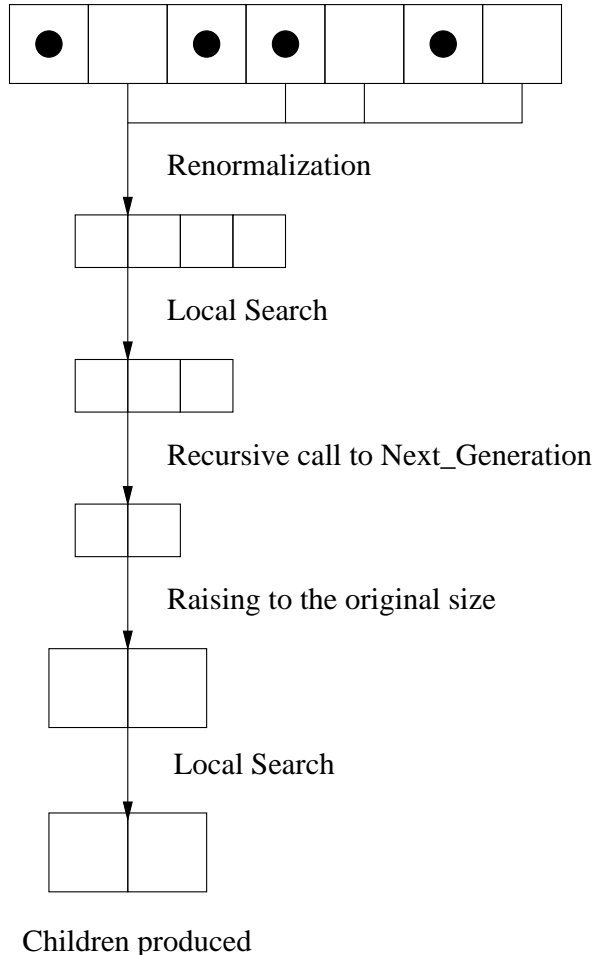 Renormalization
Local Search
Recursive call to Next_Generation
Raising to the original size
Local Search
Children produced